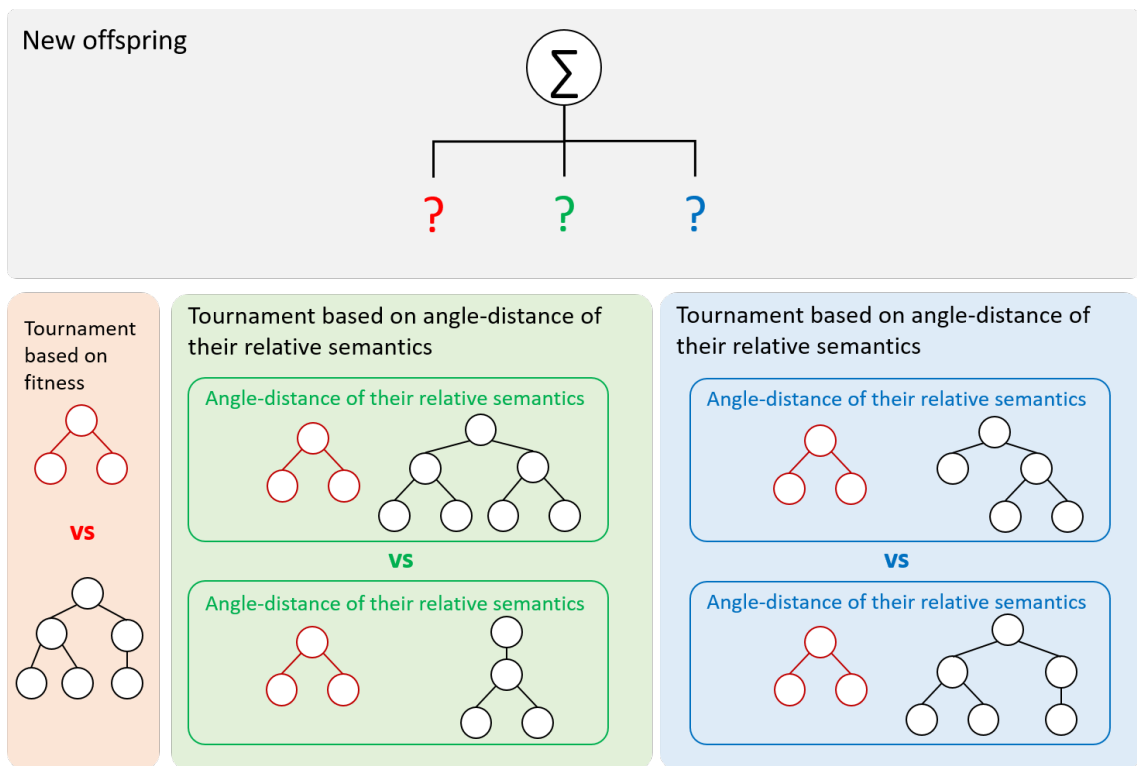 New offspring
∑
? ? ?
Tournament
based on
fitness
vs
Tournament based on angle-distance of
their relative semantics
Angle-distance of their relative semantics
vs
Angle-distance of their relative semantics
Tournament based on angle-distance of
their relative semantics
Angle-distance of their relative semantics
vs
Angle-distance of their relative semantics